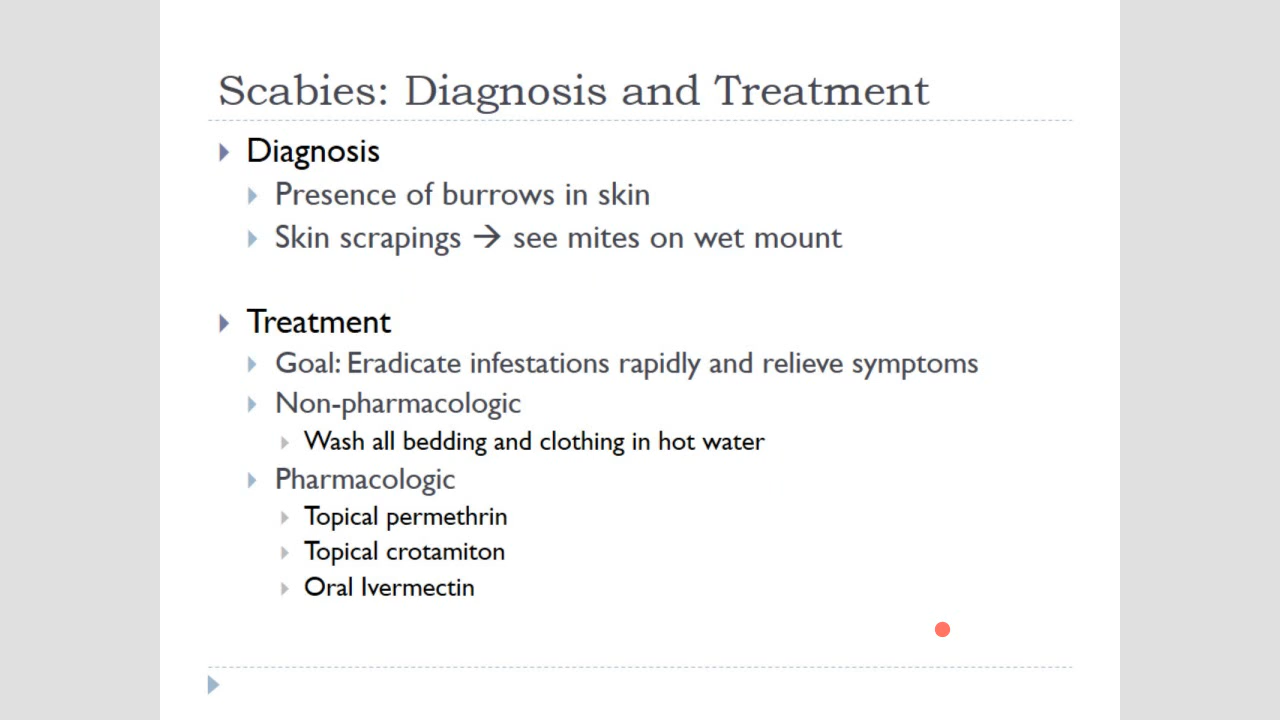 Scabies: Diagnosis and Treatment
Diagnosis
Presence of burrows in skin
Skin scrapings → see mites on wet mount
Treatment
Goal: Eradicate infestations rapidly and relieve symptoms
Non-pharmacologic
Wash all bedding and clothing in hot water
Pharmacologic
Topical permethrin
Topical crotamiton
Oral Ivermectin